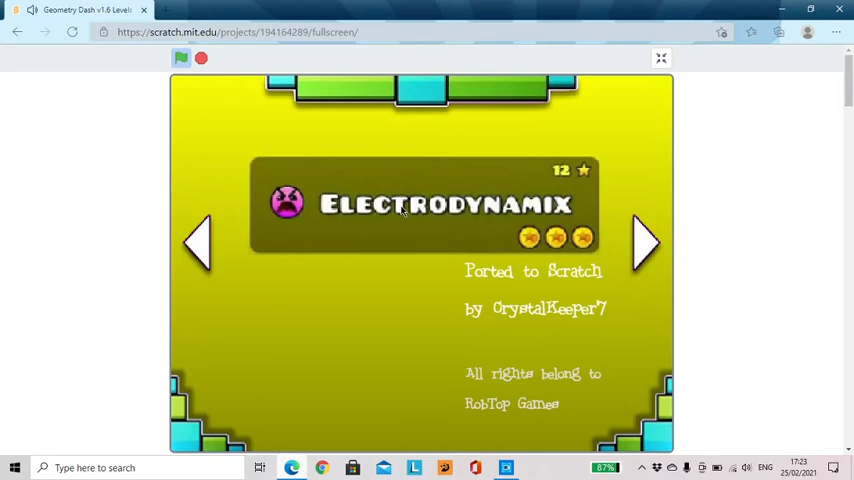 Geometry Dash v1.6 Levels
https://scratch.mit.edu/projects/194164289/fullscreen/
12
ELECTRODYNAMIX
Ported to Scratch
by CrystalKeeper7
All rights belong to
RobTop Games
Type here to search
87%
ENG
17:23
25/02/2021